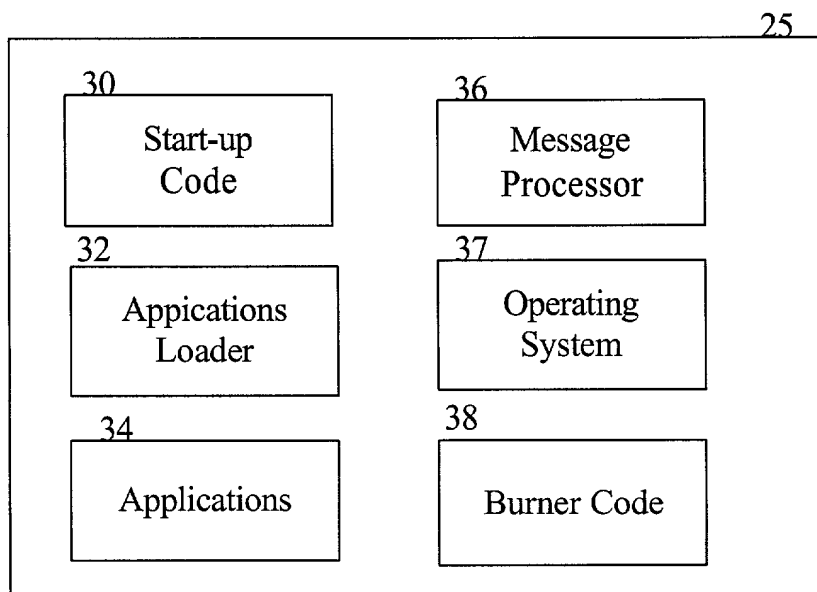 25
30
Start-up
Code
36
Message
Processor
32
Appications
Loader
37
Operating
System
34
Applications
38
Burner Code